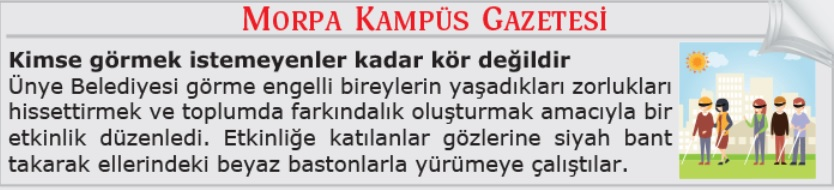 MORPA KAMPÜS GAZETESİ
Kimse görmek istemeyenler kadar kör değildir
Ünye Belediyesi görme engelli bireylerin yaşadıkları zorlukları
hissettirmek ve toplumda farkındalık oluşturmak amacıyla bir
etkinlik düzenledi. Etkinliğe katılanlar gözlerine siyah bant
takarak ellerindeki beyaz bastonlarla yürümeye çalıştılar.